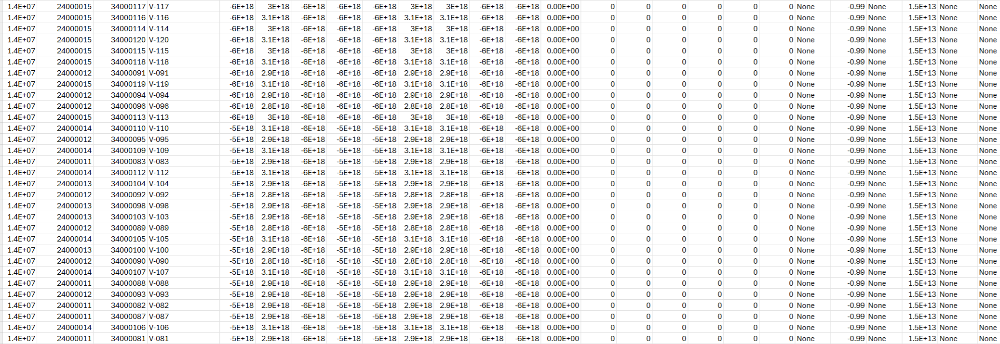 1.4E+07 24000015 34000117 V-117 -6E+18 3E+18 -6E+18 -6E+18 -6E+18 3E+18 3E+18 -6E+18 -6E+18 0.00E+00 0 0 0 0 0 0 None -0.99 None 1.5E+13 None None
1.4E+07 24000015 34000116 V-116 -6E+18 3.1E+18 -6E+18 -6E+18 -6E+18 3.1E+18 3.1E+18 -6E+18 -6E+18 0.00E+00 0 0 0 0 0 0 None -0.99 None 1.5E+13 None None
1.4E+07 24000015 34000114 V-114 -6E+18 3E+18 -6E+18 -6E+18 -6E+18 3E+18 3E+18 -6E+18 -6E+18 0.00E+00 0 0 0 0 0 0 None -0.99 None 1.5E+13 None None
1.4E+07 24000015 34000120 V-120 -6E+18 3.1E+18 -6E+18 -6E+18 -6E+18 3.1E+18 3.1E+18 -6E+18 -6E+18 0.00E+00 0 0 0 0 0 0 None -0.99 None 1.5E+13 None None
1.4E+07 24000015 34000115 V-115 -6E+18 3E+18 -6E+18 -6E+18 -6E+18 3E+18 3E+18 -6E+18 -6E+18 0.00E+00 0 0 0 0 0 0 None -0.99 None 1.5E+13 None None
1.4E+07 24000015 34000118 V-118 -6E+18 3.1E+18 -6E+18 -6E+18 -6E+18 3.1E+18 3.1E+18 -6E+18 -6E+18 0.00E+00 0 0 0 0 0 0 None -0.99 None 1.5E+13 None None
1.4E+07 24000012 34000091 V-091 -6E+18 2.9E+18 -6E+18 -6E+18 -6E+18 2.9E+18 2.9E+18 -6E+18 -6E+18 0.00E+00 0 0 0 0 0 0 None -0.99 None 1.5E+13 None None
1.4E+07 24000015 34000119 V-119 -6E+18 3.1E+18 -6E+18 -6E+18 -6E+18 3.1E+18 3.1E+18 -6E+18 -6E+18 0.00E+00 0 0 0 0 0 0 None -0.99 None 1.5E+13 None None
1.4E+07 24000012 34000094 V-094 -6E+18 2.9E+18 -6E+18 -6E+18 -6E+18 2.9E+18 2.9E+18 -6E+18 -6E+18 0.00E+00 0 0 0 0 0 0 None -0.99 None 1.5E+13 None None
1.4E+07 24000012 34000096 V-096 -6E+18 2.8E+18 -6E+18 -6E+18 -6E+18 2.8E+18 2.8E+18 -6E+18 -6E+18 0.00E+00 0 0 0 0 0 0 None -0.99 None 1.5E+13 None None
1.4E+07 24000015 34000113 V-113 -6E+18 3E+18 -6E+18 -6E+18 -6E+18 3E+18 3E+18 -6E+18 -6E+18 0.00E+00 0 0 0 0 0 0 None -0.99 None 1.5E+13 None None
1.4E+07 24000014 34000110 V-110 -5E+18 3.1E+18 -6E+18 -5E+18 -5E+18 3.1E+18 3.1E+18 -6E+18 -6E+18 0.00E+00 0 0 0 0 0 0 None -0.99 None 1.5E+13 None None
1.4E+07 24000012 34000095 V-095 -5E+18 2.9E+18 -6E+18 -5E+18 -5E+18 2.9E+18 2.9E+18 -6E+18 -6E+18 0.00E+00 0 0 0 0 0 0 None -0.99 None 1.5E+13 None None
1.4E+07 24000014 34000109 V-109 -5E+18 3.1E+18 -6E+18 -5E+18 -5E+18 3.1E+18 3.1E+18 -6E+18 -6E+18 0.00E+00 0 0 0 0 0 0 None -0.99 None 1.5E+13 None None
1.4E+07 24000011 34000083 V-083 -5E+18 2.9E+18 -6E+18 -5E+18 -5E+18 2.9E+18 2.9E+18 -6E+18 -6E+18 0.00E+00 0 0 0 0 0 0 None -0.99 None 1.5E+13 None None
1.4E+07 24000014 34000112 V-112 -5E+18 3.1E+18 -6E+18 -5E+18 -5E+18 3.1E+18 3.1E+18 -6E+18 -6E+18 0.00E+00 0 0 0 0 0 0 None -0.99 None 1.5E+13 None None
1.4E+07 24000013 34000104 V-104 -5E+18 2.9E+18 -6E+18 -5E+18 -5E+18 2.9E+18 2.9E+18 -6E+18 -6E+18 0.00E+00 0 0 0 0 0 0 None -0.99 None 1.5E+13 None None
1.4E+07 24000012 34000092 V-092 -5E+18 2.8E+18 -6E+18 -5E+18 -5E+18 2.8E+18 2.8E+18 -6E+18 -6E+18 0.00E+00 0 0 0 0 0 0 None -0.99 None 1.5E+13 None None
1.4E+07 24000013 34000098 V-098 -5E+18 2.9E+18 -6E+18 -5E+18 -5E+18 2.9E+18 2.9E+18 -6E+18 -6E+18 0.00E+00 0 0 0 0 0 0 None -0.99 None 1.5E+13 None None
1.4E+07 24000013 34000103 V-103 -5E+18 2.9E+18 -6E+18 -5E+18 -5E+18 2.9E+18 2.9E+18 -6E+18 -6E+18 0.00E+00 0 0 0 0 0 0 None -0.99 None 1.5E+13 None None
1.4E+07 24000012 34000089 V-089 -5E+18 2.8E+18 -6E+18 -5E+18 -5E+18 2.8E+18 2.8E+18 -6E+18 -6E+18 0.00E+00 0 0 0 0 0 0 None -0.99 None 1.5E+13 None None
1.4E+07 24000014 34000105 V-105 -5E+18 3.1E+18 -6E+18 -5E+18 -5E+18 3.1E+18 3.1E+18 -6E+18 -6E+18 0.00E+00 0 0 0 0 0 0 None -0.99 None 1.5E+13 None None
1.4E+07 24000013 34000100 V-100 -5E+18 2.9E+18 -6E+18 -5E+18 -5E+18 2.9E+18 2.9E+18 -6E+18 -6E+18 0.00E+00 0 0 0 0 0 0 None -0.99 None 1.5E+13 None None
1.4E+07 24000012 34000090 V-090 -5E+18 2.8E+18 -6E+18 -5E+18 -5E+18 2.8E+18 2.8E+18 -6E+18 -6E+18 0.00E+00 0 0 0 0 0 0 None -0.99 None 1.5E+13 None None
1.4E+07 24000014 34000107 V-107 -5E+18 3.1E+18 -6E+18 -5E+18 -5E+18 3.1E+18 3.1E+18 -6E+18 -6E+18 0.00E+00 0 0 0 0 0 0 None -0.99 None 1.5E+13 None None
1.4E+07 24000011 34000088 V-088 -5E+18 2.9E+18 -6E+18 -5E+18 -5E+18 2.9E+18 2.9E+18 -6E+18 -6E+18 0.00E+00 0 0 0 0 0 0 None -0.99 None 1.5E+13 None None
1.4E+07 24000012 34000093 V-093 -5E+18 2.9E+18 -6E+18 -5E+18 -5E+18 2.9E+18 2.9E+18 -6E+18 -6E+18 0.00E+00 0 0 0 0 0 0 None -0.99 None 1.5E+13 None None
1.4E+07 24000011 34000082 V-082 -5E+18 2.9E+18 -6E+18 -5E+18 -5E+18 2.9E+18 2.9E+18 -6E+18 -6E+18 0.00E+00 0 0 0 0 0 0 None -0.99 None 1.5E+13 None None
1.4E+07 24000011 34000087 V-087 -5E+18 2.9E+18 -6E+18 -5E+18 -5E+18 2.9E+18 2.9E+18 -6E+18 -6E+18 0.00E+00 0 0 0 0 0 0 None -0.99 None 1.5E+13 None None
1.4E+07 24000014 34000106 V-106 -5E+18 3.1E+18 -6E+18 -5E+18 -5E+18 3.1E+18 3.1E+18 -6E+18 -6E+18 0.00E+00 0 0 0 0 0 0 None -0.99 None 1.5E+13 None None
1.4E+07 24000011 34000081 V-081 -5E+18 2.9E+18 -6E+18 -5E+18 -5E+18 2.9E+18 2.9E+18 -6E+18 -6E+18 0.00E+00 0 0 0 0 0 0 None -0.99 None 1.5E+13 None None